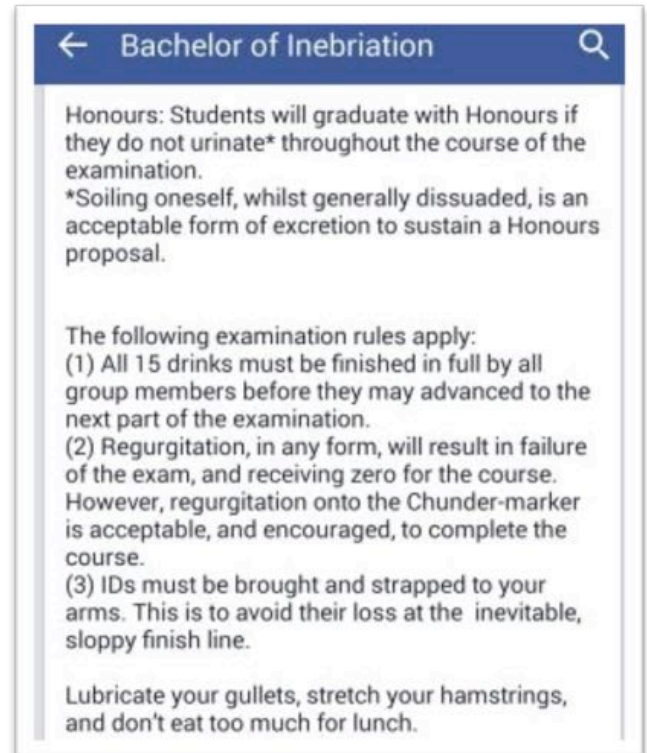 ← Bachelor of Inebriation
Honours: Students will graduate with Honours if
they do not urinate* throughout the course of the
examination.
*Soiling oneself, whilst generally dissuaded, is an
acceptable form of excretion to sustain a Honours
proposal.
The following examination rules apply:
(1) All 15 drinks must be finished in full by all
group members before they may advanced to the
next part of the examination.
(2) Regurgitation, in any form, will result in failure
of the exam, and receiving zero for the course.
However, regurgitation onto the Chunder-marker
is acceptable, and encouraged, to complete the
course.
(3) IDs must be brought and strapped to your
arms. This is to avoid their loss at the inevitable,
sloppy finish line.
Lubricate your gullets, stretch your hamstrings,
and don't eat too much for lunch.